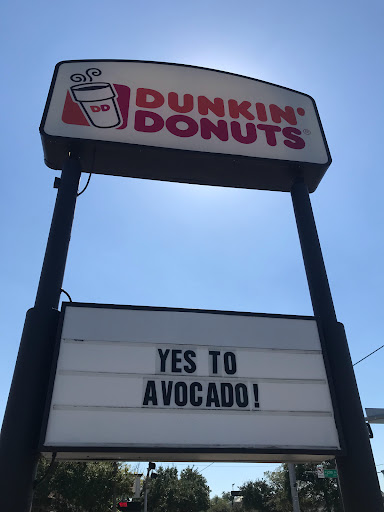 DD
DUNKIN'
DONUTS®
YES TO
AVOCADO!